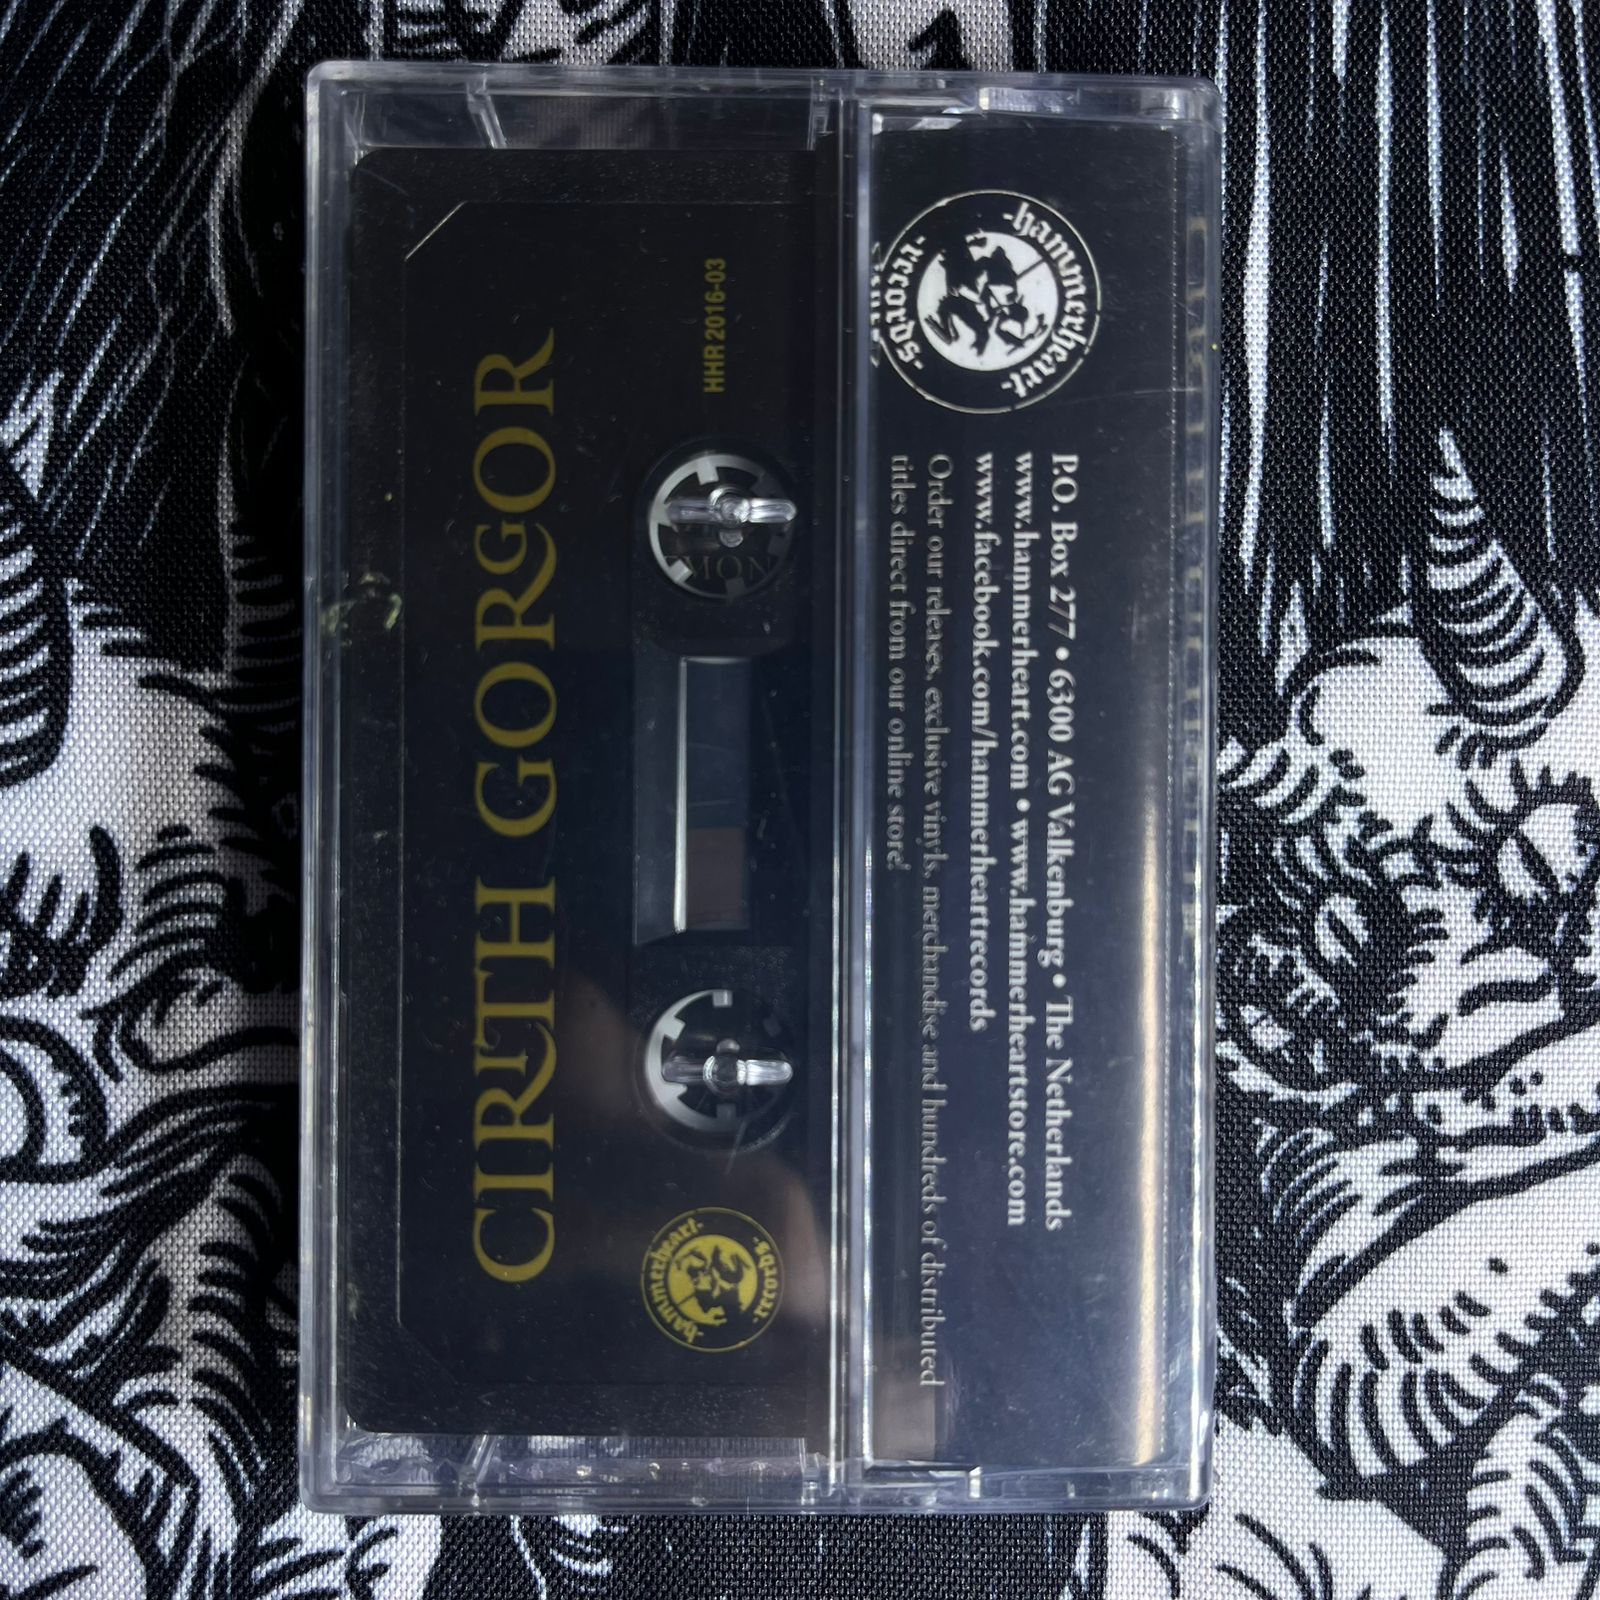 CIRITH GORGOR
HHR 2016-03
MON
-hammerheart-
-records-
-hammerheart-
-records-
P.O. Box 277 • 6300 AG Valkenburg • The Netherlands
www.hammerheart.com • www.hammerheartstore.com
www.facebook.com/hammerheartrecords
Order our releases, exclusive vinyls, merchandise and hundreds of distributed
titles direct from our online store!